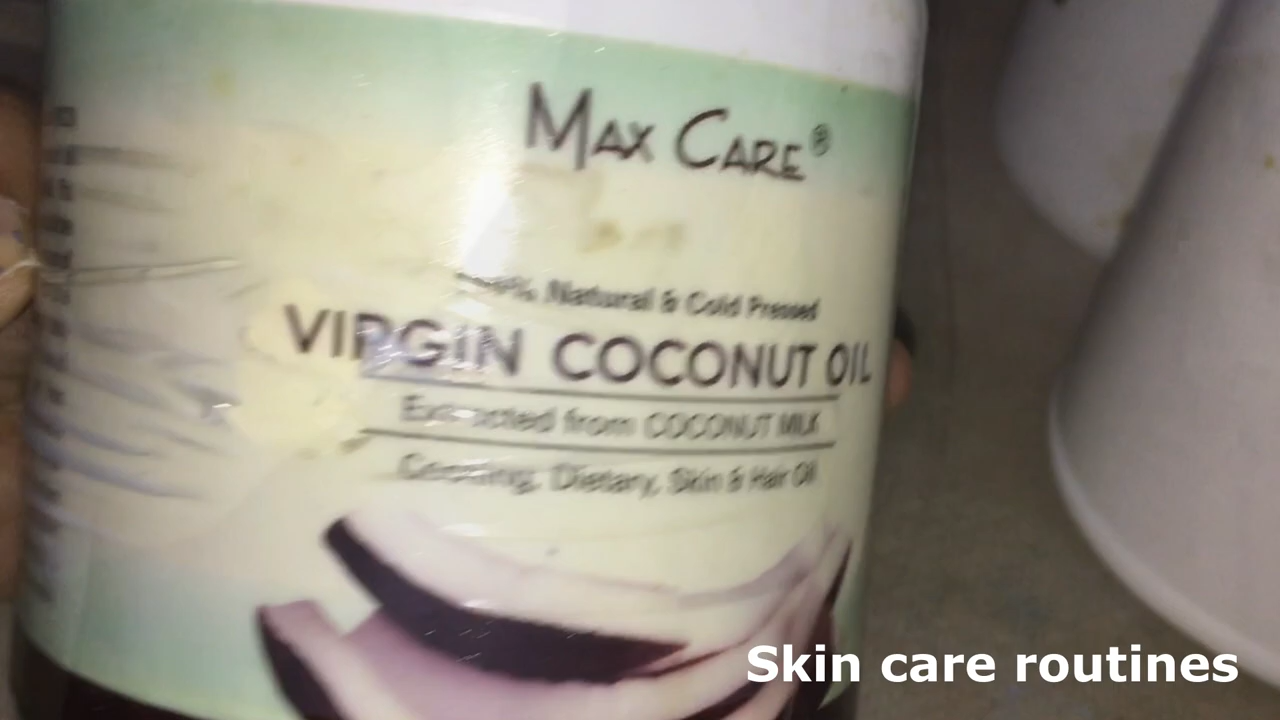 MAX CARE®
% Natural & Cold Pressed
VIRGIN COCONUT OIL
Extracted from COCONUT MILK
Cooking, Dietary, Skin & Hair Oil
Skin care routines